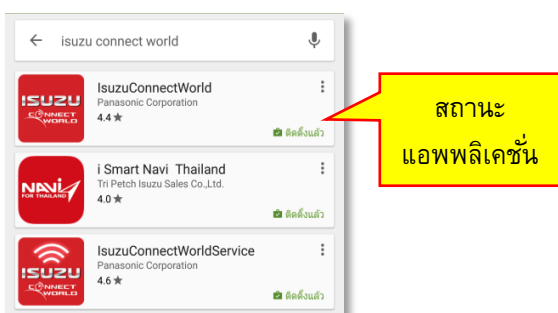 isuzu connect world
ISUZU
CONNECT
WORLD
IsuzuConnectWorld
Panasonic Corporation
4.4 ★
ติดตั้งแล้ว
สถานะ
แอพพลิเคชั่น
NAVi
FOR THAILAND
i Smart Navi Thailand
Tri Petch Isuzu Sales Co.,Ltd.
4.0 ★
ติดตั้งแล้ว
ISUZU
CONNECT
WORLD
IsuzuConnectWorldService
Panasonic Corporation
4.6 ★
ติดตั้งแล้ว